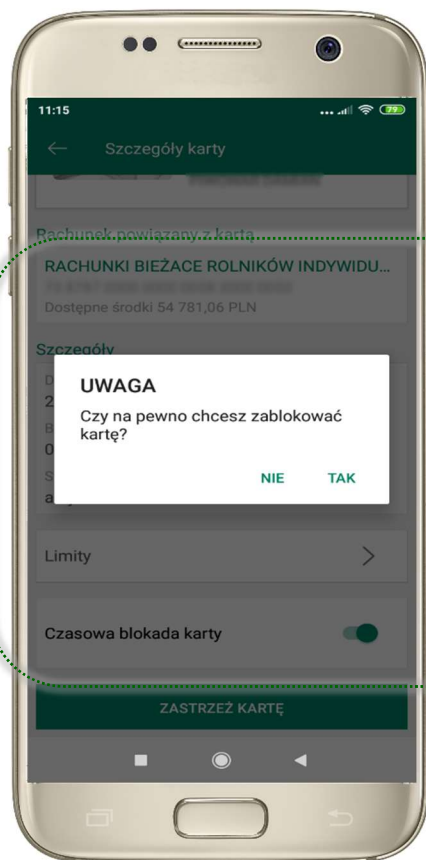 11:15
79
Szczegóły karty
Rachunek powiązany z kartą
RACHUNKI BIEŻACE ROLNIKÓW INDYWIDU...
Dostępne środki 54 781,06 PLN
Szczegóły
UWAGA
Czy na pewno chcesz zablokować
kartę?
NIE TAK
Limity
Czasowa blokada karty
ZASTRZEŻ KARTĘ